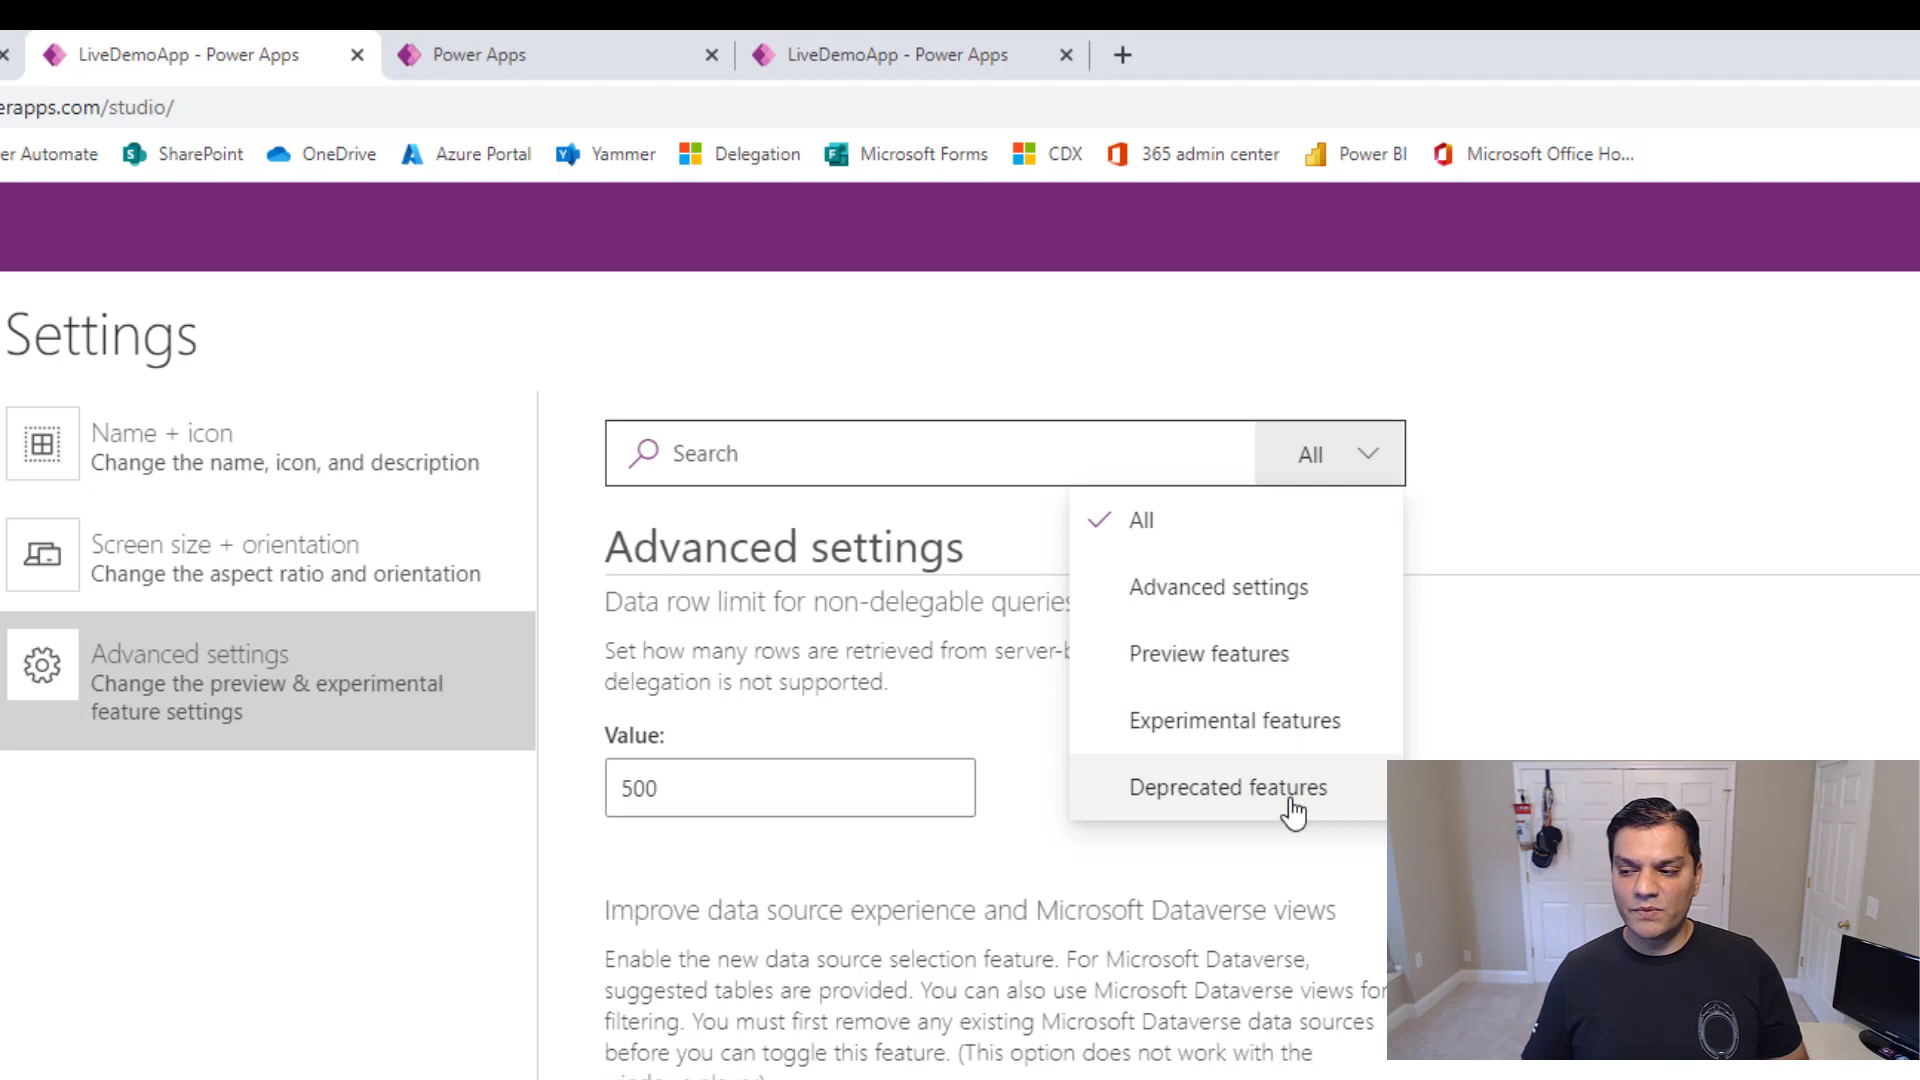 LiveDemoApp - Power Apps
Power Apps
LiveDemoApp - Power Apps
erapps.com/studio/
er Automate
SharePoint
OneDrive
Azure Portal
Yammer
Delegation
Microsoft Forms
CDX
365 admin center
Power BI
Microsoft Office Ho...
Settings
Name + icon
Change the name, icon, and description
Screen size + orientation
Change the aspect ratio and orientation
Advanced settings
Change the preview & experimental
feature settings
Search
All
All
Advanced settings
Preview features
Experimental features
Deprecated features
Advanced settings
Data row limit for non-delegable queries
Set how many rows are retrieved from server-b
delegation is not supported.
Value:
500
Improve data source experience and Microsoft Dataverse views
Enable the new data source selection feature. For Microsoft Dataverse,
suggested tables are provided. You can also use Microsoft Dataverse views for
filtering. You must first remove any existing Microsoft Dataverse data sources
before you can toggle this feature. (This option does not work with the